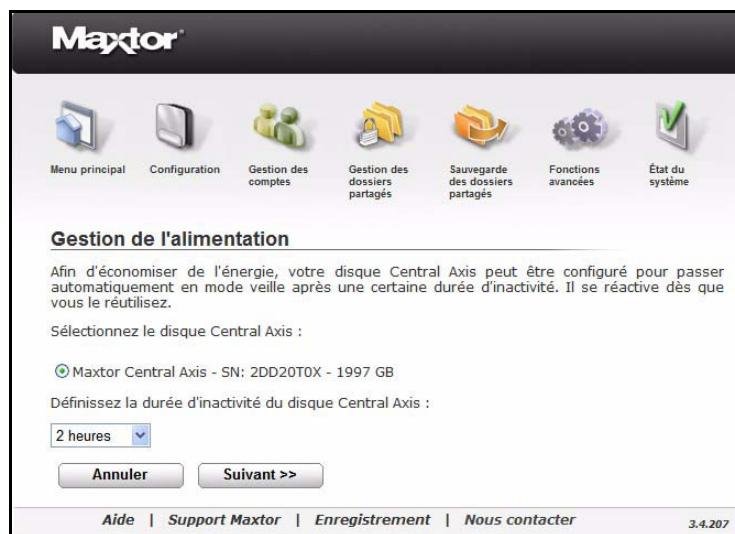 Maxtor
Menu principal
Configuration
Gestion des
comptes
Gestion des
dossiers
partagés
Sauvegarde
des dossiers
partagés
Fonctions
avancées
État du
système
Gestion de l'alimentation
Afin d'économiser de l'énergie, votre disque Central Axis peut être configuré pour passer
automatiquement en mode veille après une certaine durée d'inactivité. Il se réactive dès que
vous le réutilisez.
Sélectionnez le disque Central Axis :
Maxtor Central Axis - SN: 2DD20T0X - 1997 GB
Définissez la durée d'inactivité du disque Central Axis :
2 heures
Annuler
Suivant >>
Aide | Support Maxtor | Enregistrement | Nous contacter
3.4.207